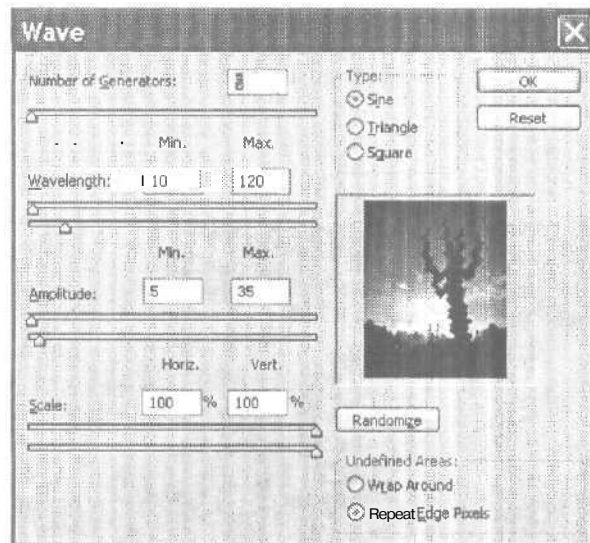 Wave
Number of Generators:
Min. Max.
Wavelength: 10 120
Min. Max.
Amplitude: 5 35
Horiz. Vert.
Scale: 100 % 100 %
Type:
Sine
Triangle
Square
OK
Reset
Randomize
Undefined Areas:
Wrap Around
Repeat Edge Pixels